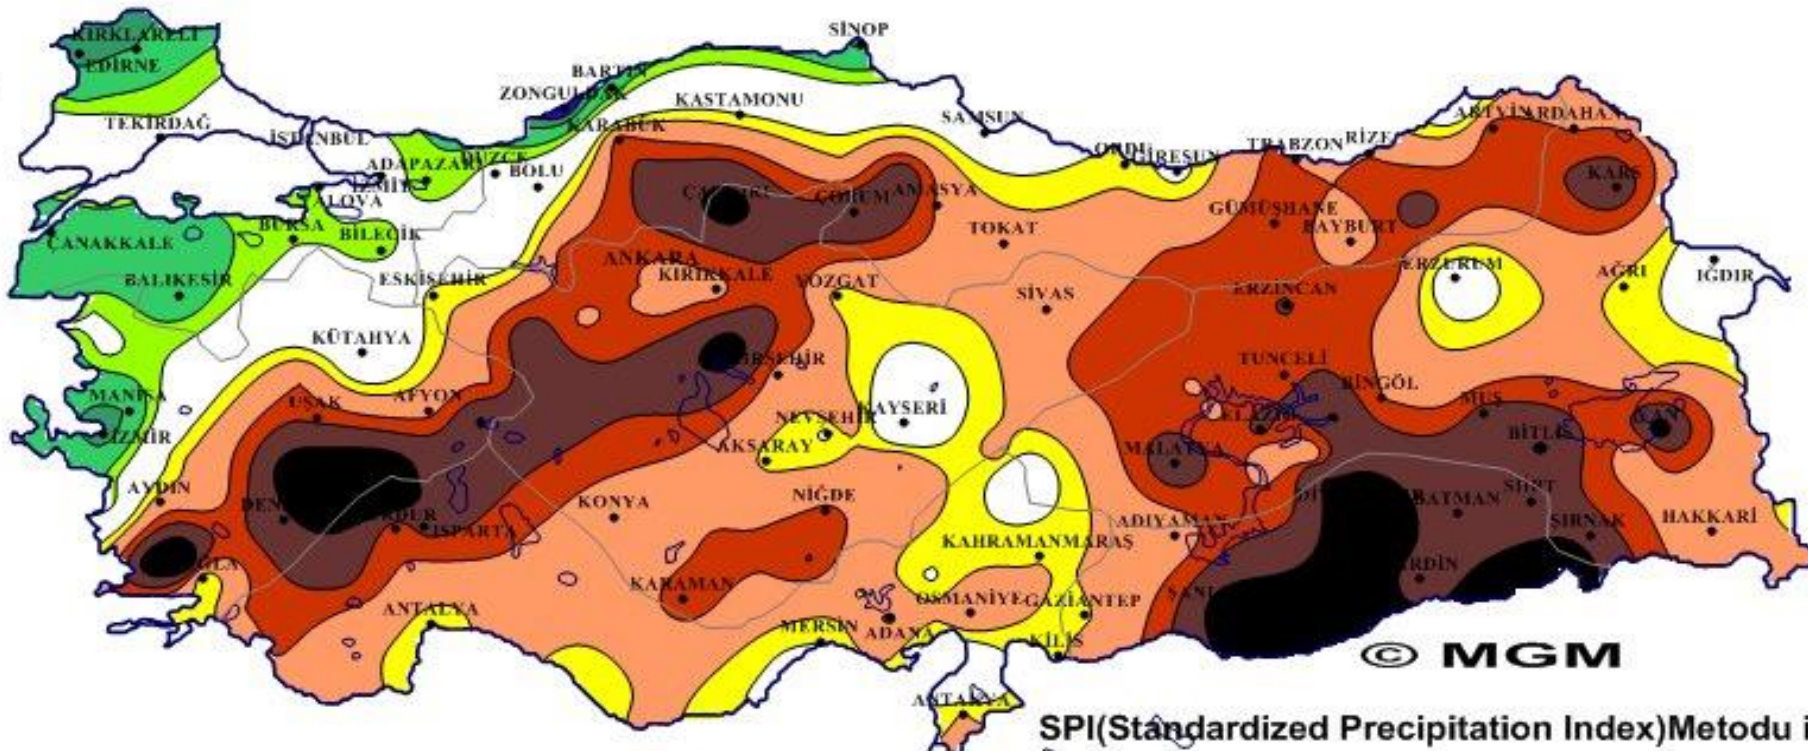 SİNOP
KIRKLARELİ
EDİRNE
BARTIN
ZONGULDAK
KASTAMONU
TEKİRDAĞ
İSTANBUL
KARABÜK
SAMSUN
ARTVİN
ARDAHAN
ORDU
GİRESUN
TRABZON
RİZE
ADAPAZARI
DÜZCE
BOLU
İZMİT
YALOVA
ÇORUM
AMASYA
KARS
ÇANAKKALE
BURSA
BİLECİK
TOKAT
GÜMÜŞHANE
BAYBURT
BALIKESİR
ESKİŞEHİR
ANKARA
KIRIKKALE
YOZGAT
SİVAS
ERZİNCAN
ERZURUM
AĞRI
IĞDIR
KÜTAHYA
KIRŞEHİR
TUNCELİ
BİNGÖL
MANİSA
UŞAK
AFYON
NEVŞEHİR
KAYSERİ
MUŞ
VAN
İZMİR
AKSARAY
MALATYA
BİTLİS
AYDIN
KONYA
NİĞDE
ADIYAMAN
BATMAN
SİİRT
ISPARTA
ŞIRNAK
HAKKARİ
KAHRAMANMARAŞ
KARAMAN
ANTALYA
MERSİN
ADANA
OSMANİYE
GAZİANTEP
KİLİS
ANTAKYA
© MGM
SPI(Standardized Precipitation Index)Metodu i